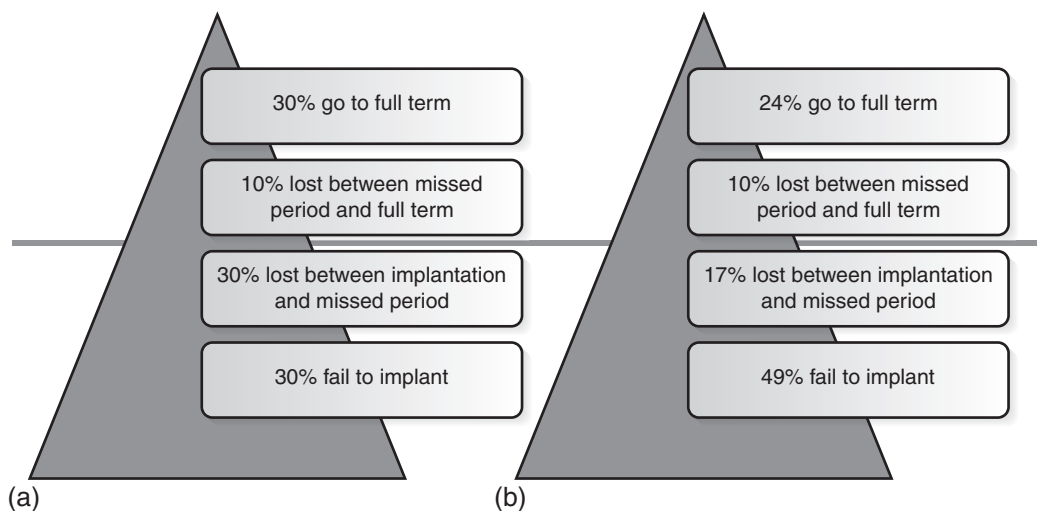 30% go to full term
10% lost between missed
period and full term
30% lost between implantation
and missed period
30% fail to implant
(a)
24% go to full term
10% lost between missed
period and full term
17% lost between implantation
and missed period
49% fail to implant
(b)